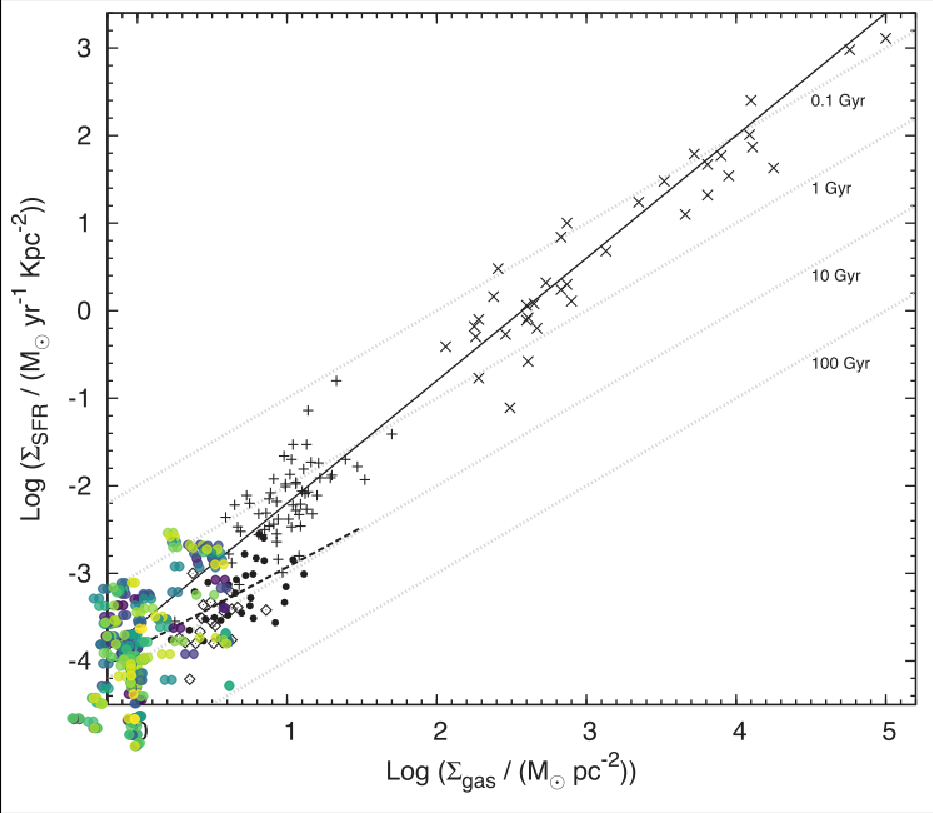 3
2
1
0
-1
-2
-3
-4
0.1 Gyr
1 Gyr
10 Gyr
100 Gyr
0 1 2 3 4 5
Log (Σ_SFR / (M_☉ yr⁻¹ Kpc⁻²))
Log (Σ_gas / (M_☉ pc⁻²))